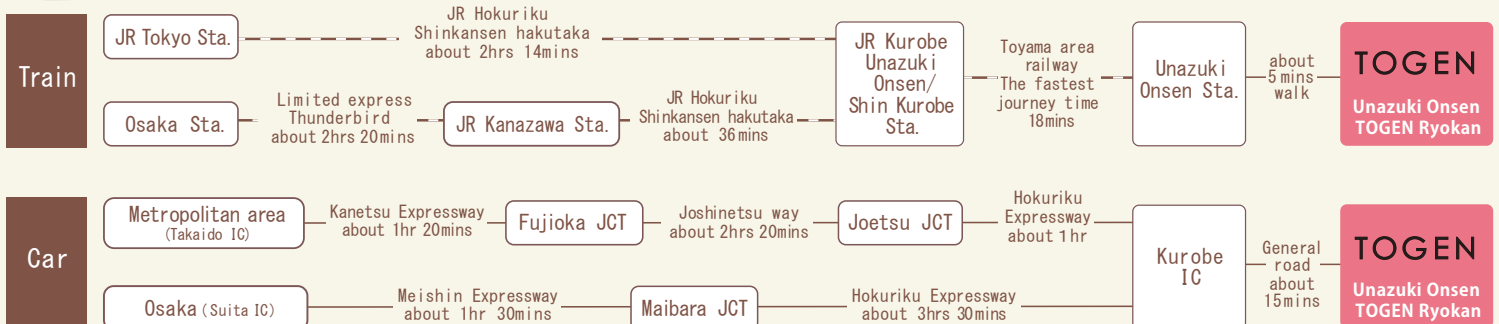 Train
JR Tokyo Sta.
JR Hokuriku
Shinkansen hakutaka
about 2hrs 14mins
Osaka Sta.
Limited express
Thunderbird
about 2hrs 20mins
JR Kanazawa Sta.
JR Hokuriku
Shinkansen hakutaka
about 36mins
JR Kurobe
Unazuki
Onsen/
Shin Kurobe
Sta.
Toyama area
railway
The fastest
journey time
18mins
Unazuki
Onsen Sta.
about
5 mins
walk
TOGEN
Unazuki Onsen
TOGEN Ryokan
Car
Metropolitan area
(Takaido IC)
Kanetsu Expressway
about 1hr 20mins
Fujioka JCT
Joshinetsu way
about 2hrs 20mins
Joetsu JCT
Hokuriku
Expressway
about 1hr
Osaka (Suita IC)
Meishin Expressway
about 1hr 30mins
Maibara JCT
Hokuriku Expressway
about 3hrs 30mins
Kurobe
IC
General
road
about
15mins
TOGEN
Unazuki Onsen
TOGEN Ryokan